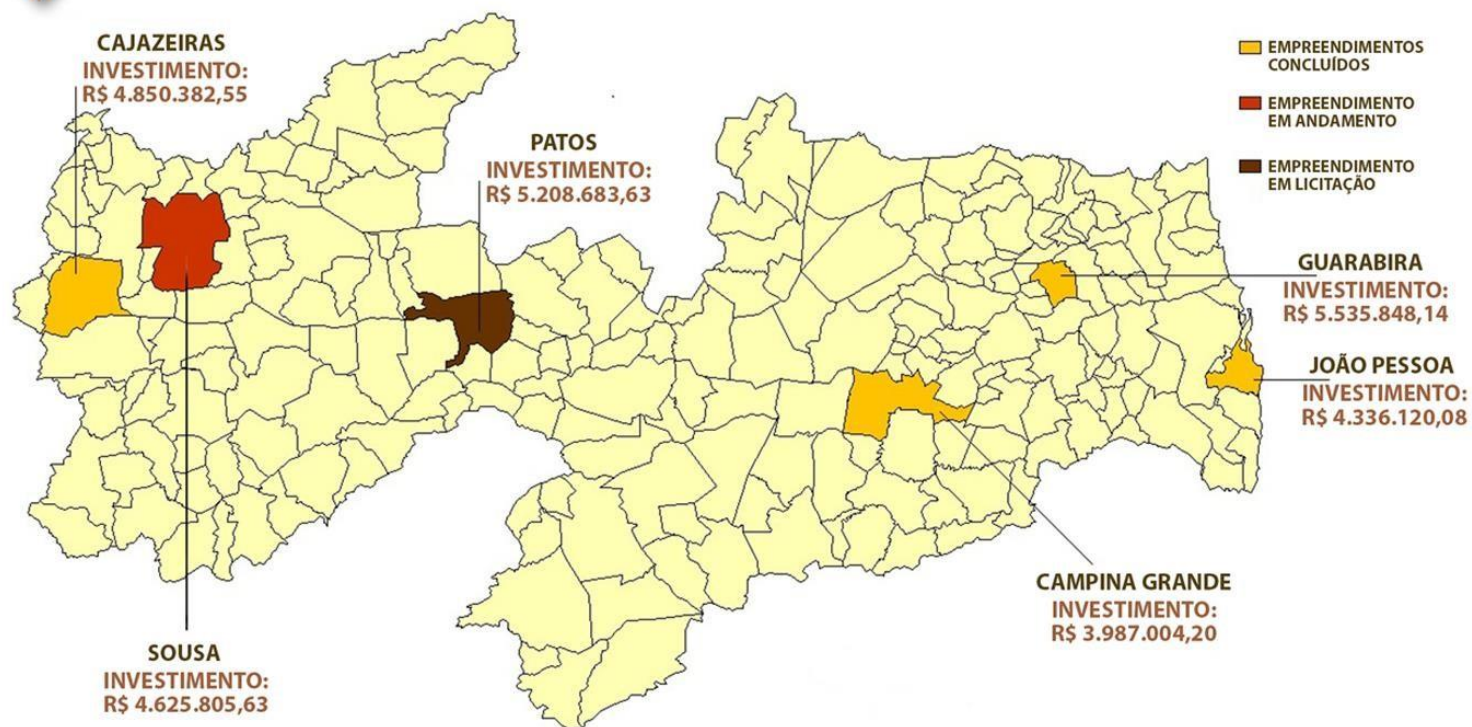 CAJAZEIRAS
INVESTIMENTO:
R$ 4.850.382,55
PATOS
INVESTIMENTO:
R$ 5.208.683,63
EMPREENDIMENTOS
CONCLUÍDOS
EMPREENDIMENTO
EM ANDAMENTO
EMPREENDIMENTO
EM LICITAÇÃO
GUARABIRA
INVESTIMENTO:
R$ 5.535.848,14
JOÃO PESSOA
INVESTIMENTO:
R$ 4.336.120,08
CAMPINA GRANDE
INVESTIMENTO:
R$ 3.987.004,20
SOUSA
INVESTIMENTO:
R$ 4.625.805,63